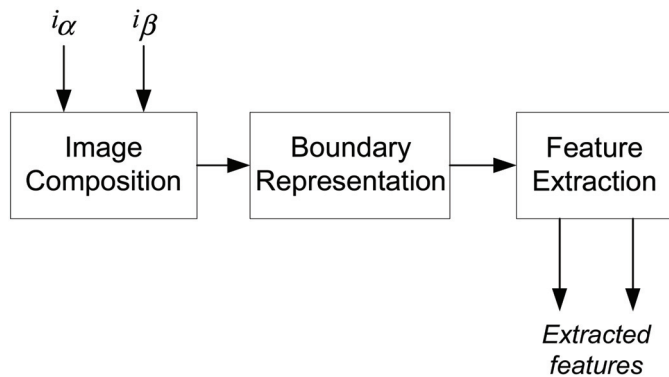 iα iβ
Image
Composition
Boundary
Representation
Feature
Extraction
Extracted
features